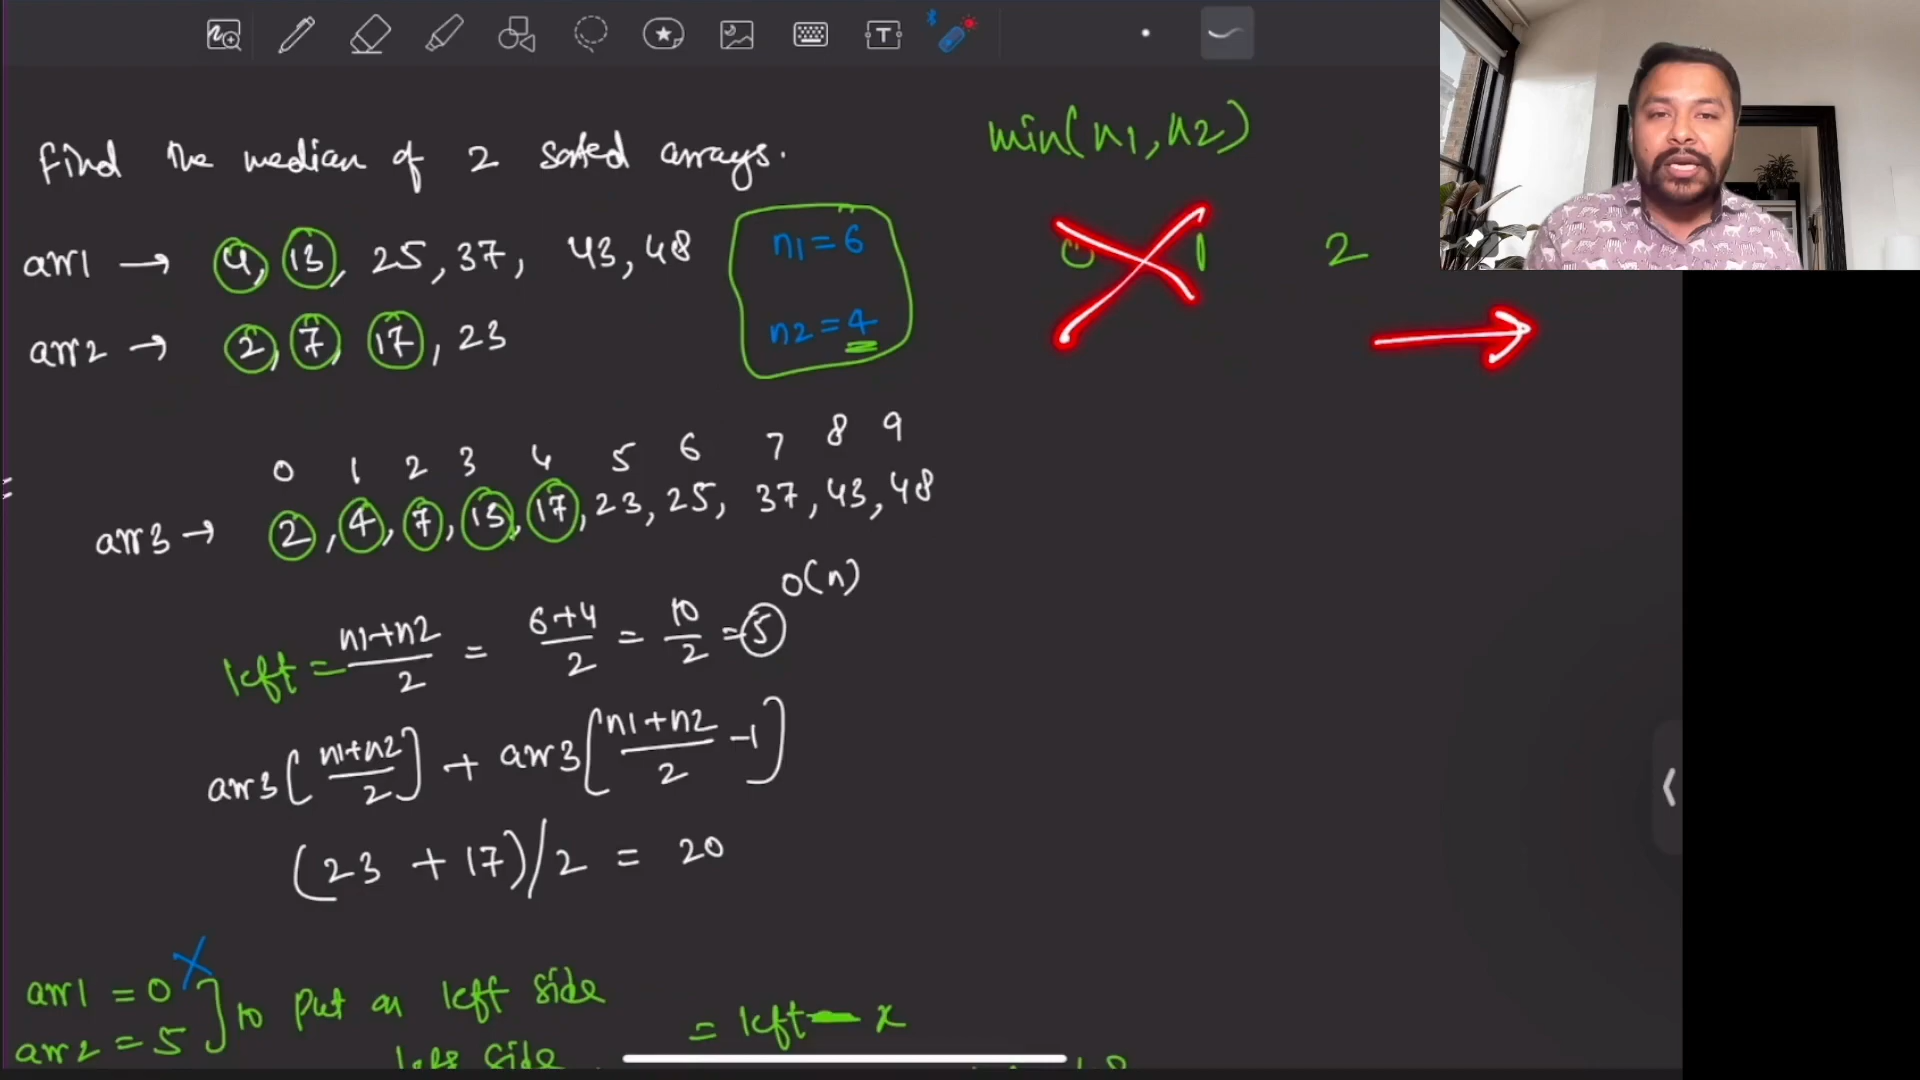 Find the median of 2 sorted arrays.
min(n1, n2)
arr1 → 4, 13, 25, 37, 43, 48
n1 = 6
0 1 2
arr2 → 2, 7, 17, 23
n2 = 4
0 1 2 3 4 5 6 7 8 9
arr3 → 2, 4, 7, 13, 17, 23, 25, 37, 43, 48
O(n)
left = n1+n2/2 = 6+4/2 = 10/2 = 5
arr3[n1+n2/2] + arr3[n1+n2/2 -1]
(23 + 17)/2 = 20
arr1 = 0 X
arr2 = 5 ] to put on left side
= left - x